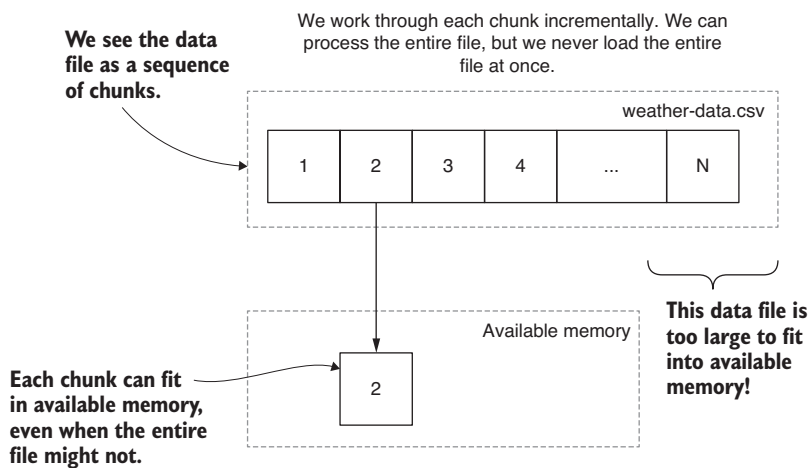 We work through each chunk incrementally. We can
process the entire file, but we never load the entire
file at once.
We see the data
file as a sequence
of chunks.
weather-data.csv
1 2 3 4 ... N
This data file is
too large to fit
into available
memory!
Available memory
2
Each chunk can fit
in available memory,
even when the entire
file might not.